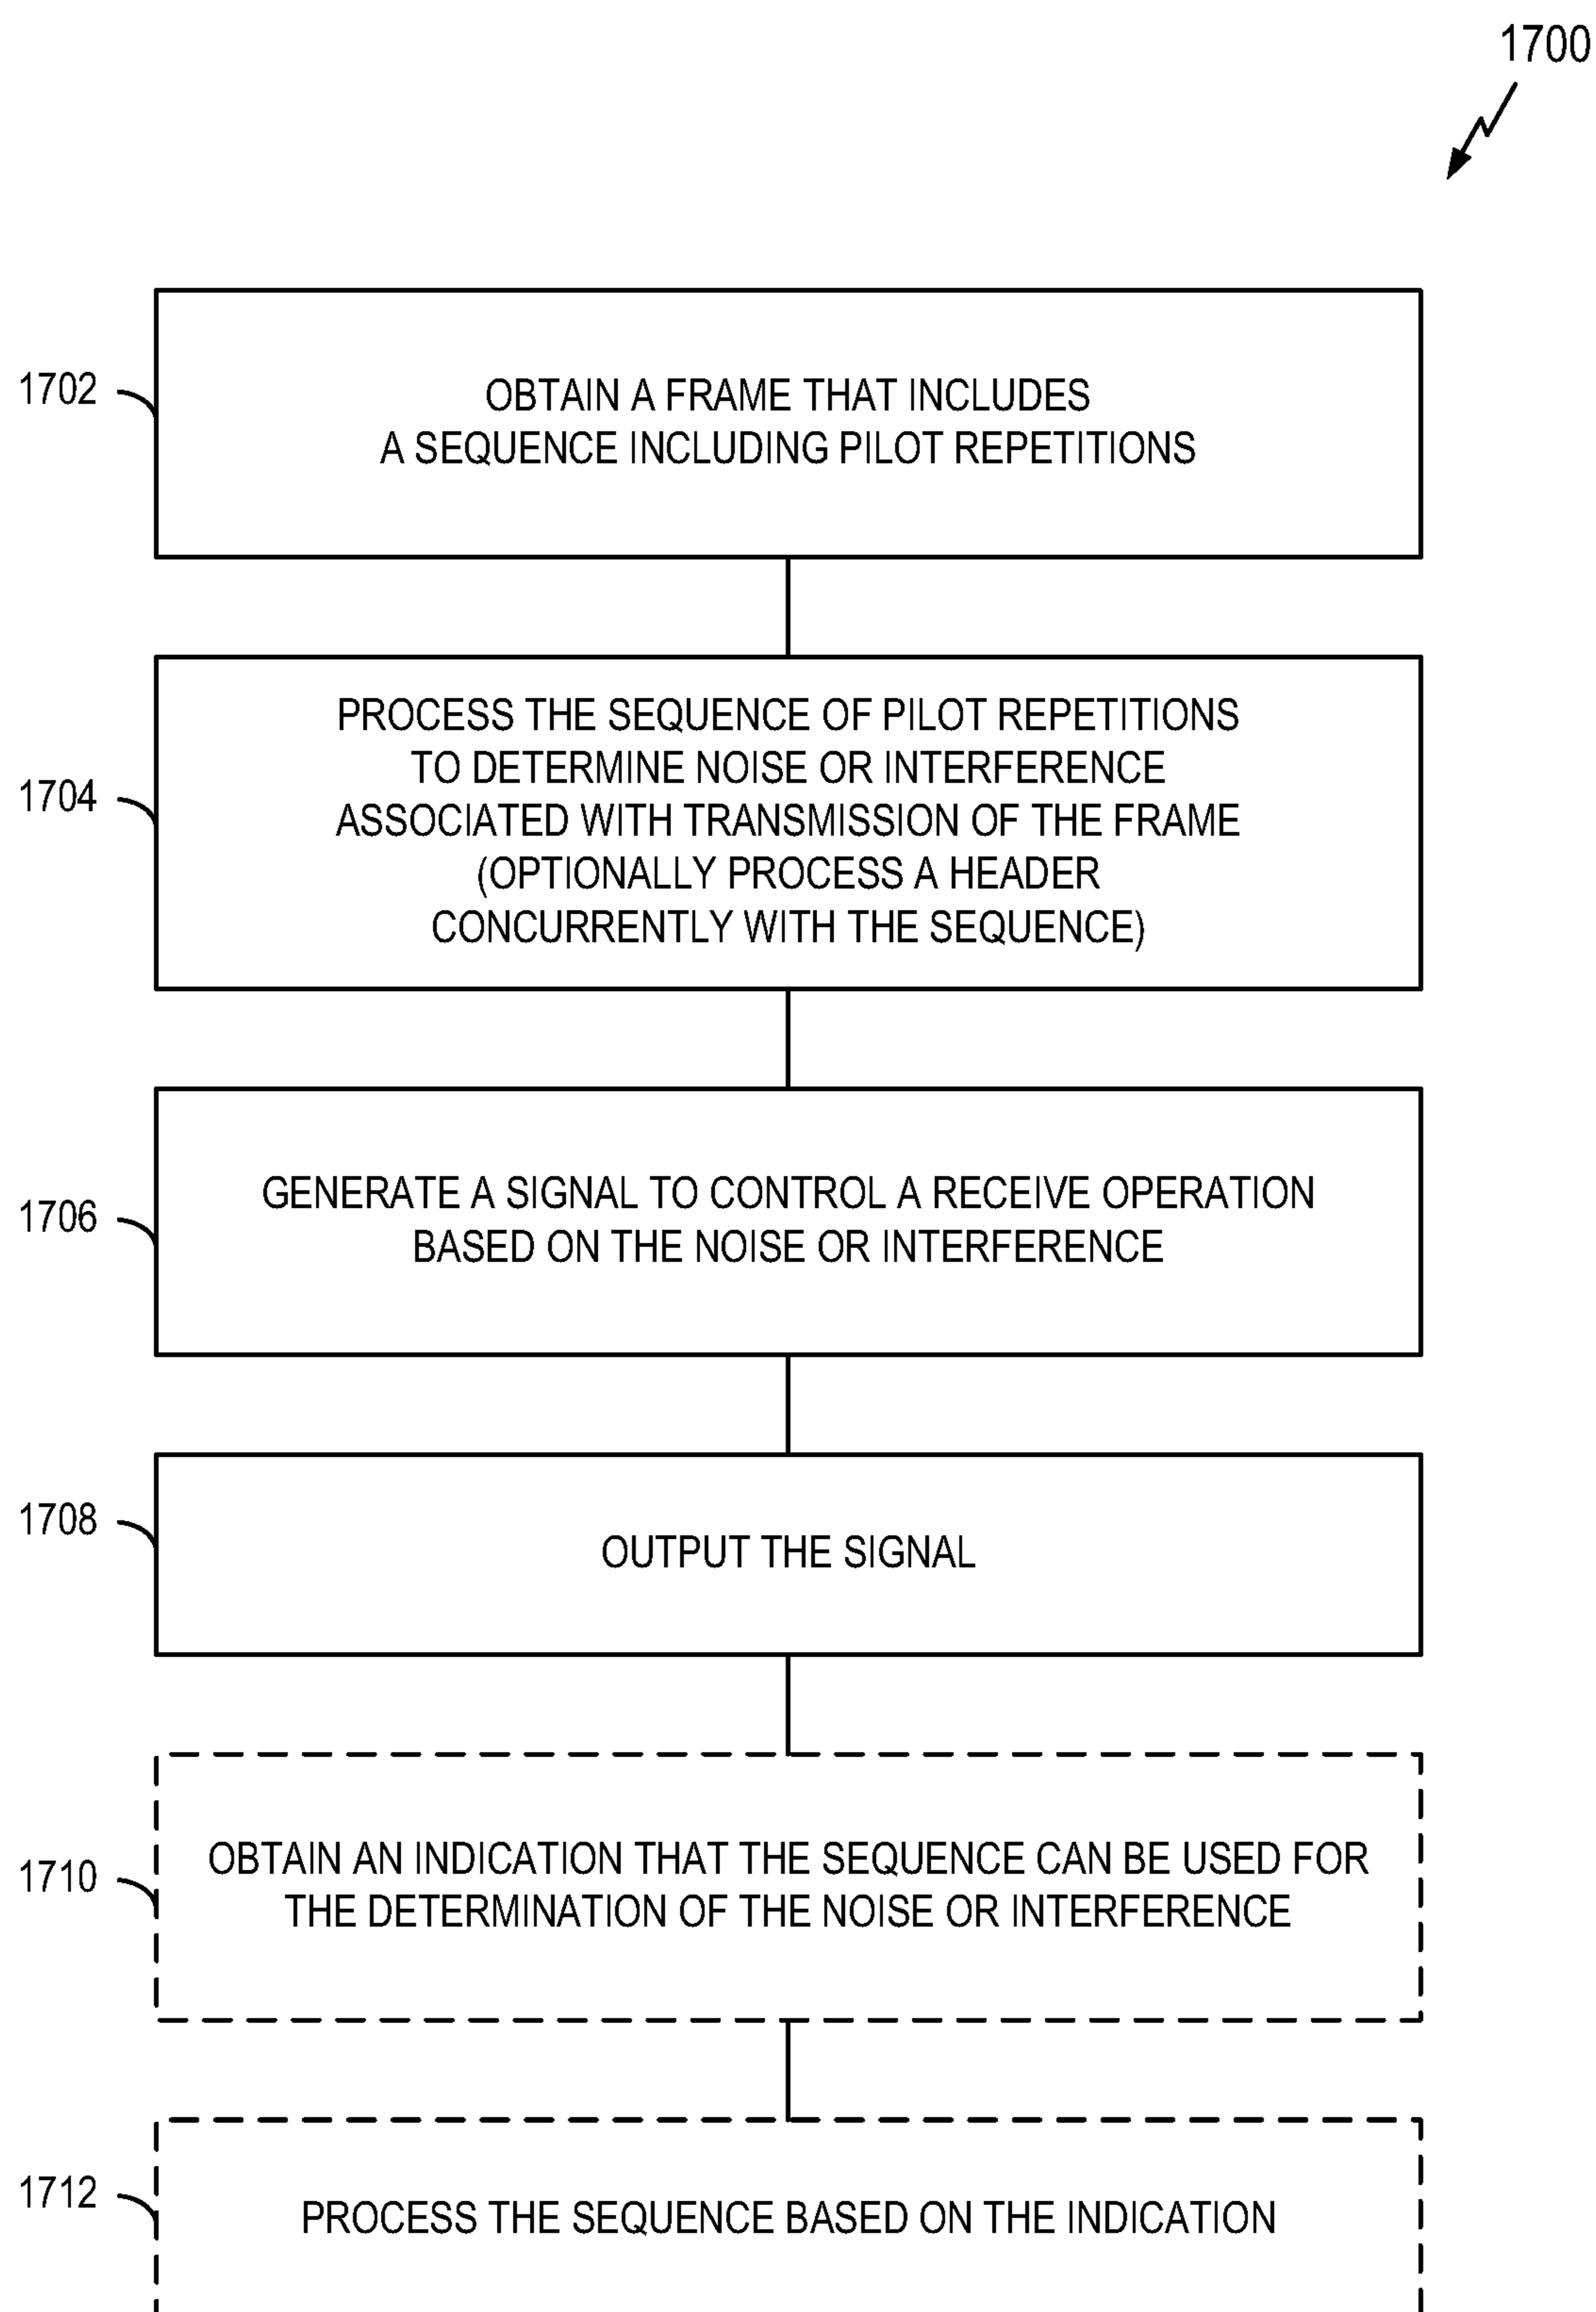 1700
1702
OBTAIN A FRAME THAT INCLUDES
A SEQUENCE INCLUDING PILOT REPETITIONS
1704
PROCESS THE SEQUENCE OF PILOT REPETITIONS
TO DETERMINE NOISE OR INTERFERENCE
ASSOCIATED WITH TRANSMISSION OF THE FRAME
(OPTIONALLY PROCESS A HEADER
CONCURRENTLY WITH THE SEQUENCE)
1706
GENERATE A SIGNAL TO CONTROL A RECEIVE OPERATION
BASED ON THE NOISE OR INTERFERENCE
1708
OUTPUT THE SIGNAL
1710
OBTAIN AN INDICATION THAT THE SEQUENCE CAN BE USED FOR
THE DETERMINATION OF THE NOISE OR INTERFERENCE
1712
PROCESS THE SEQUENCE BASED ON THE INDICATION